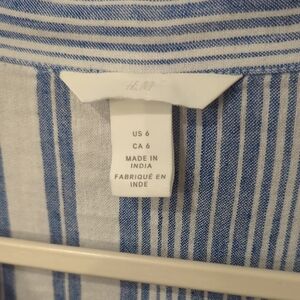 H&M
US 6
CA 6
MADE IN
INDIA
FABRIQUÉ EN
INDE